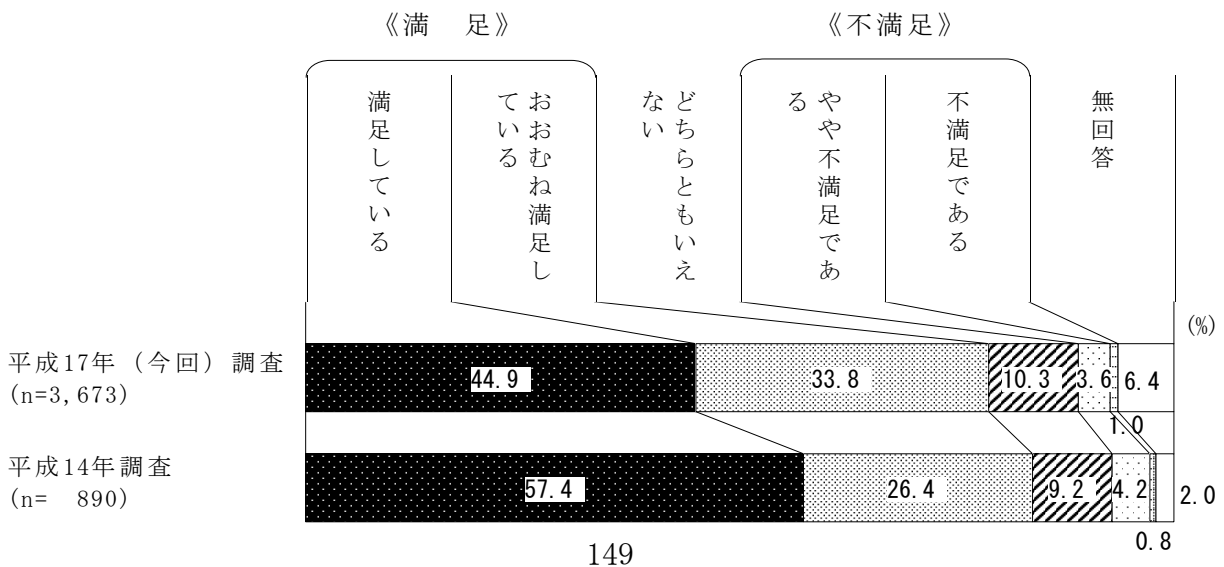 《満　足》
《不満足》
満足している
おおむね満足し
ている
どちらともいえ
ない
やや不満足であ
る
不満足である
無回答
(%)
平成17年（今回）調査
(n=3,673)
44.9
33.8
10.3
3.6
6.4
1.0
平成14年調査
(n=　890)
57.4
26.4
9.2
4.2
2.0
0.8
149